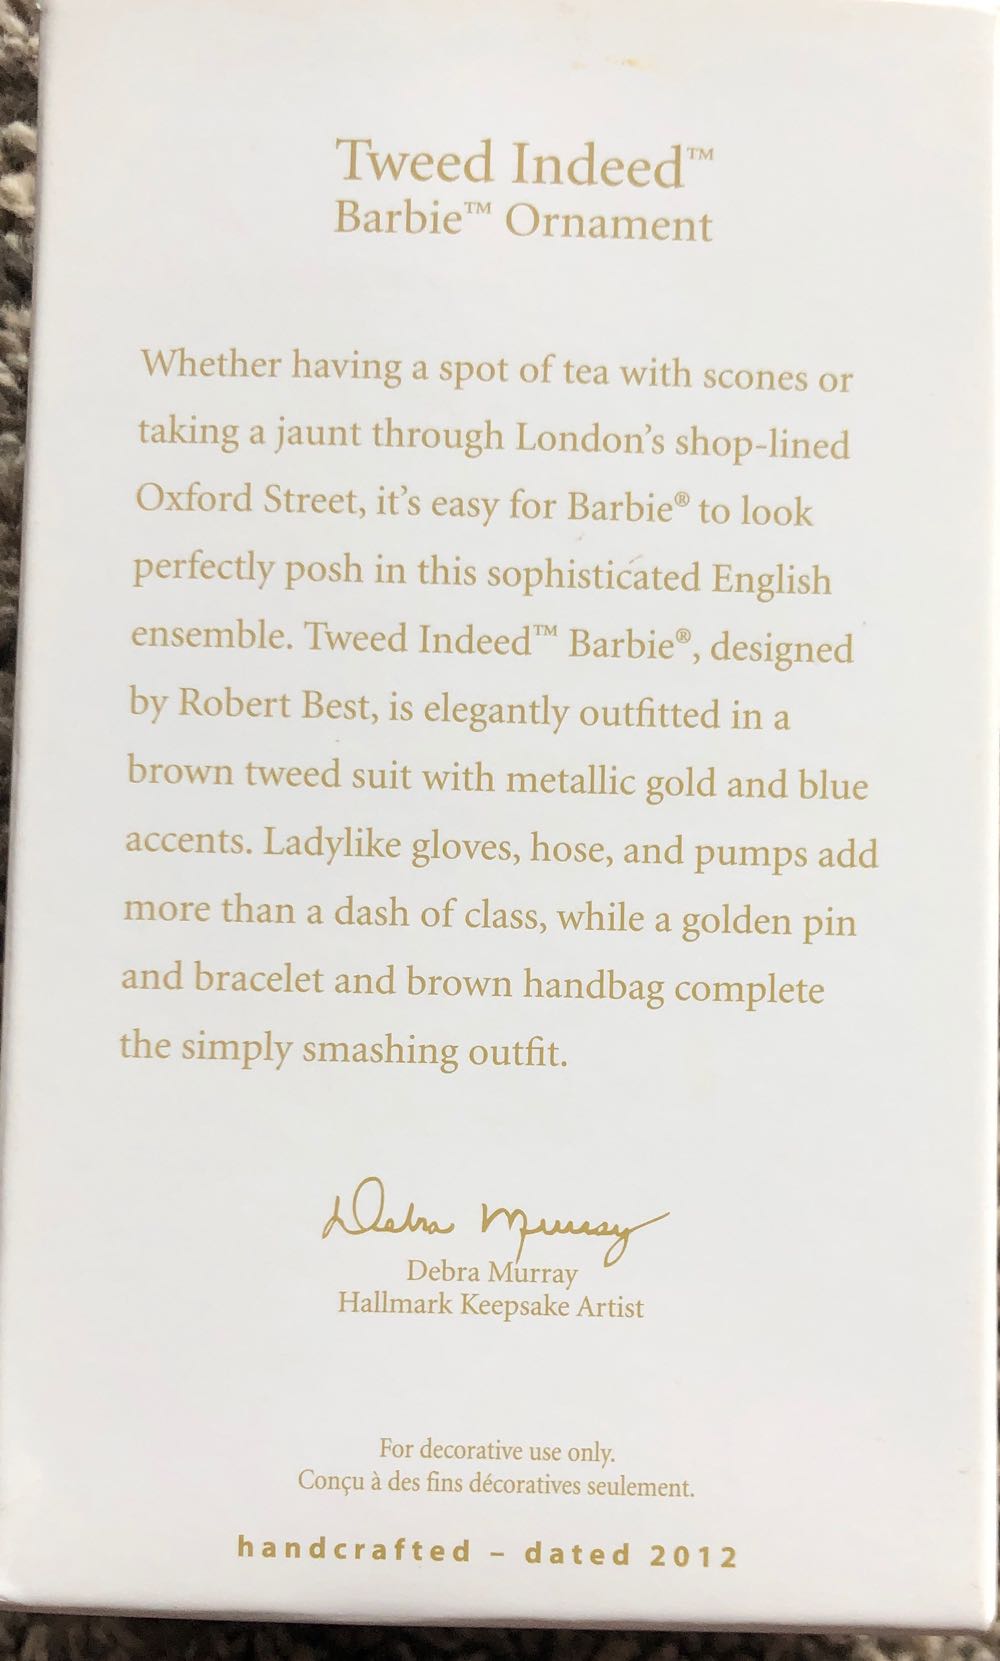 Tweed Indeed™
Barbie™ Ornament
Whether having a spot of tea with scones or
taking a jaunt through London's shop-lined
Oxford Street, it's easy for Barbie® to look
perfectly posh in this sophisticated English
ensemble. Tweed Indeed™ Barbie®, designed
by Robert Best, is elegantly outfitted in a
brown tweed suit with metallic gold and blue
accents. Ladylike gloves, hose, and pumps add
more than a dash of class, while a golden pin
and bracelet and brown handbag complete
the simply smashing outfit.
Debra Murray
Debra Murray
Hallmark Keepsake Artist
For decorative use only.
Conçu à des fins décoratives seulement.
handcrafted – dated 2012